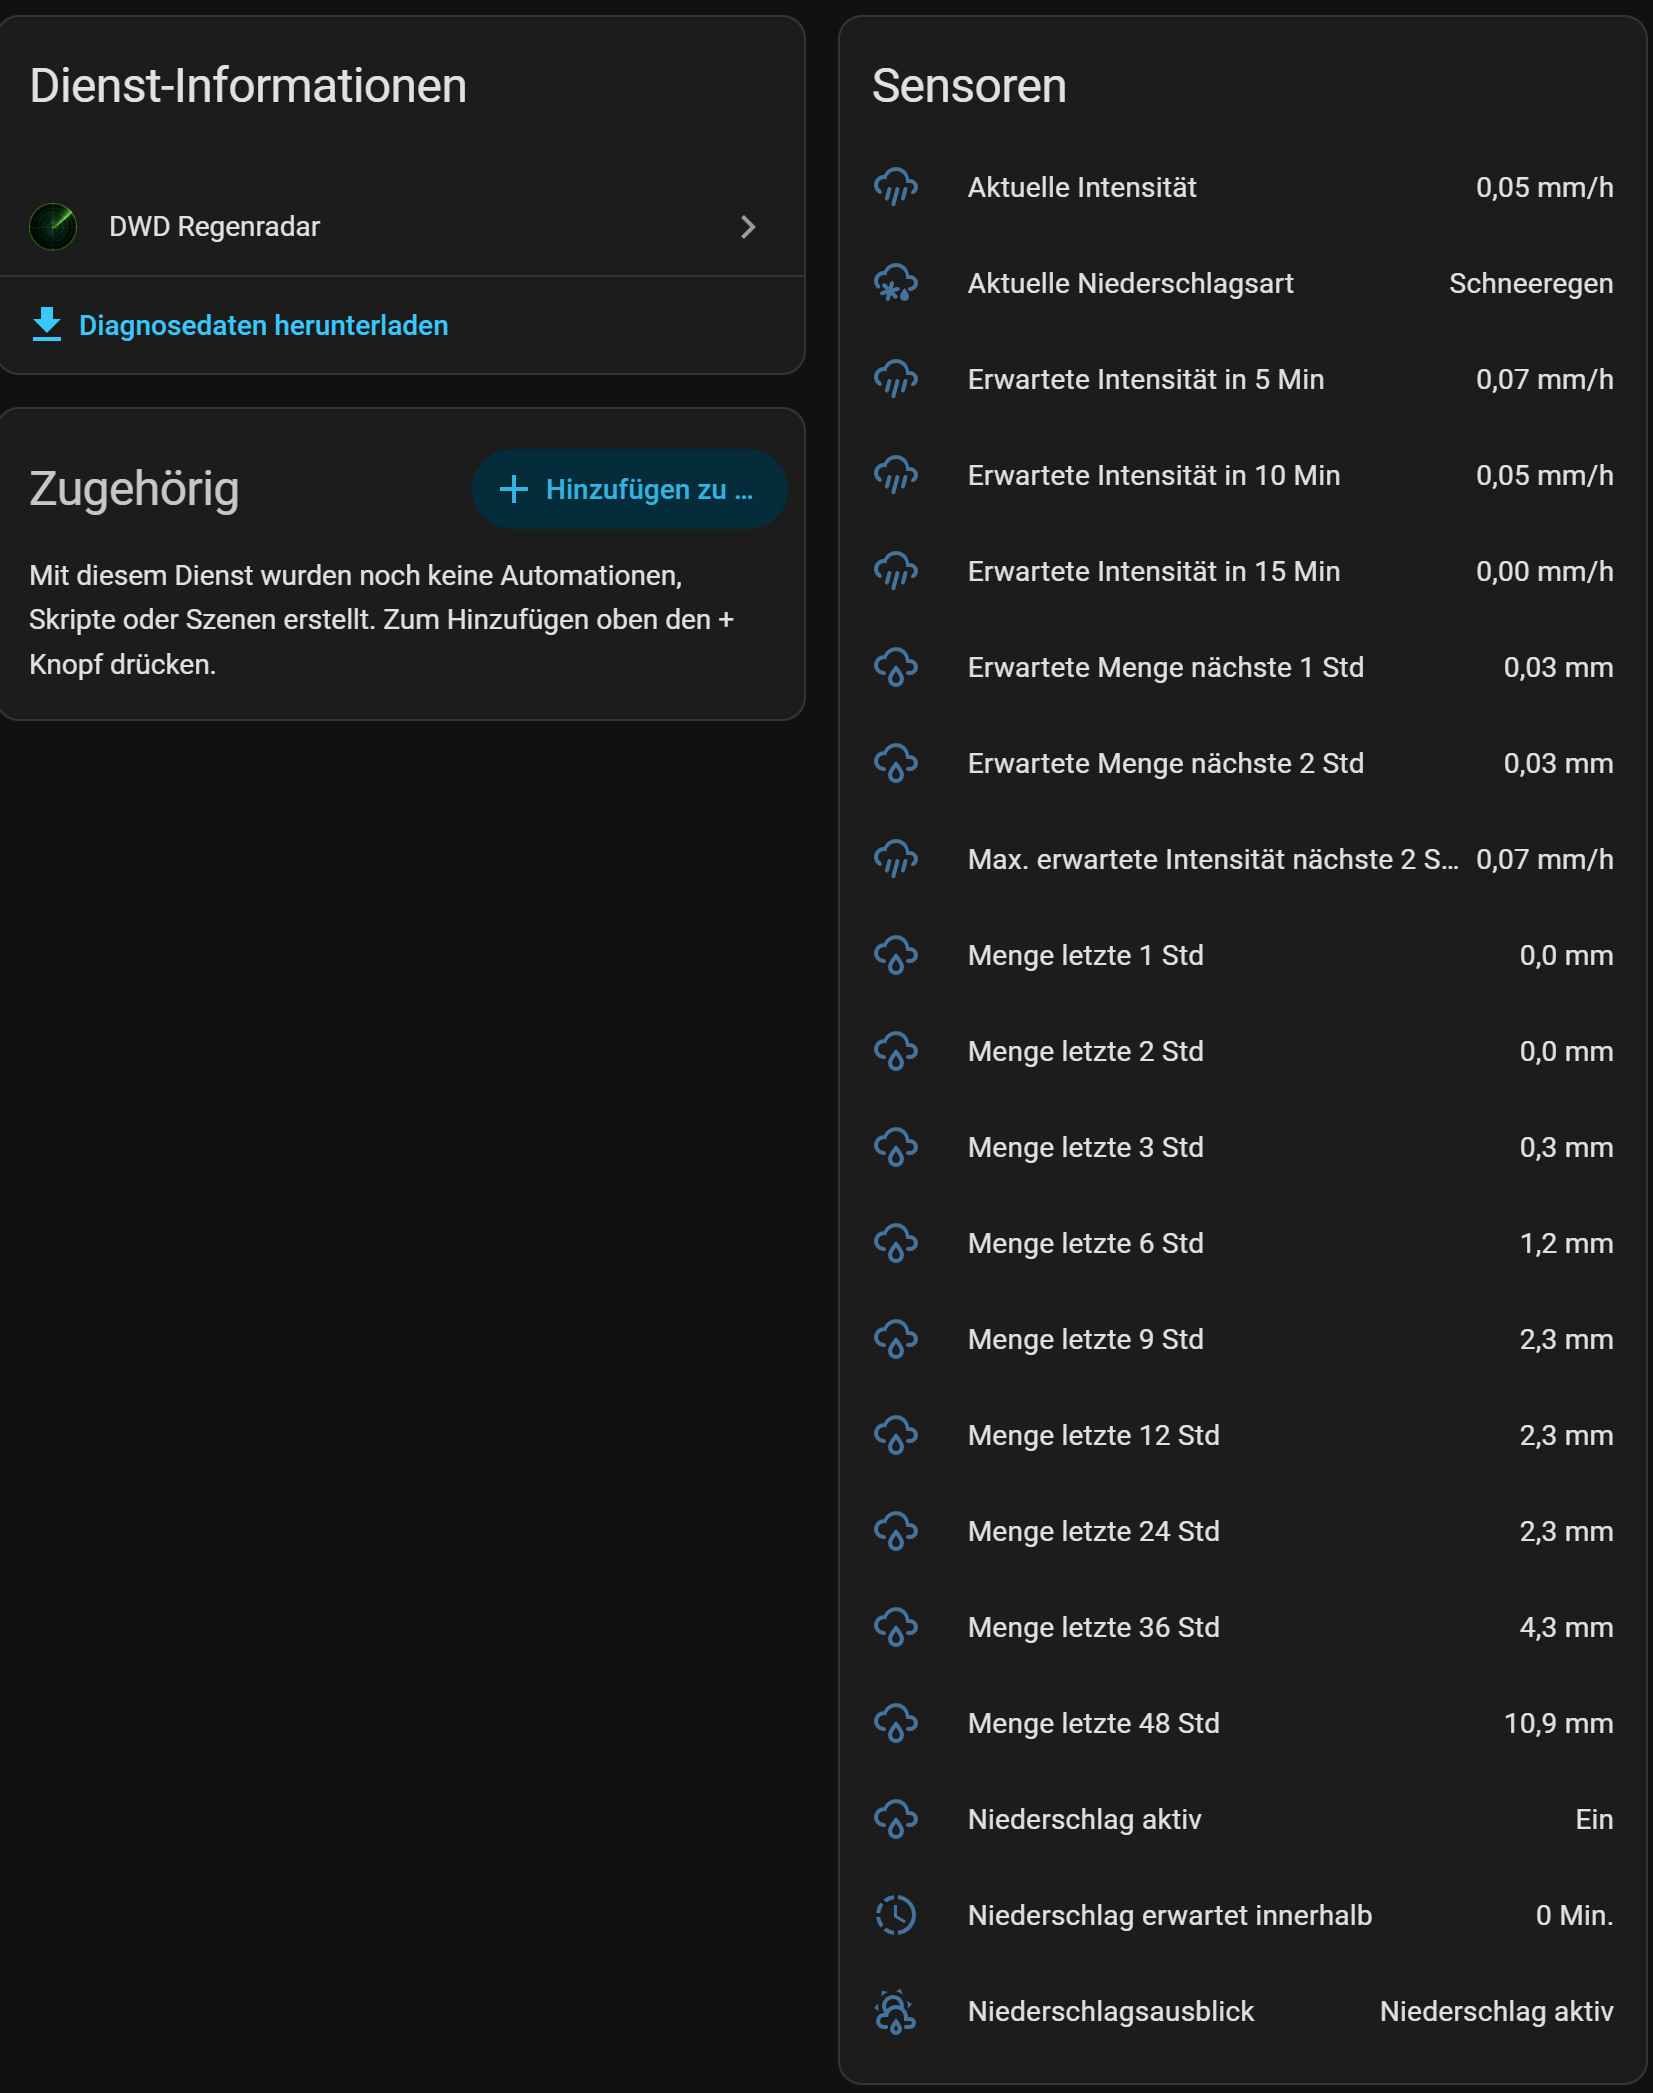 Dienst-Informationen
DWD Regenradar
Diagnosedaten herunterladen
Zugehörig
Hinzufügen zu ...
Mit diesem Dienst wurden noch keine Automationen,
Skripte oder Szenen erstellt. Zum Hinzufügen oben den +
Knopf drücken.
Sensoren
Aktuelle Intensität 0,05 mm/h
Aktuelle Niederschlagsart Schneeregen
Erwartete Intensität in 5 Min 0,07 mm/h
Erwartete Intensität in 10 Min 0,05 mm/h
Erwartete Intensität in 15 Min 0,00 mm/h
Erwartete Menge nächste 1 Std 0,03 mm
Erwartete Menge nächste 2 Std 0,03 mm
Max. erwartete Intensität nächste 2 S... 0,07 mm/h
Menge letzte 1 Std 0,0 mm
Menge letzte 2 Std 0,0 mm
Menge letzte 3 Std 0,3 mm
Menge letzte 6 Std 1,2 mm
Menge letzte 9 Std 2,3 mm
Menge letzte 12 Std 2,3 mm
Menge letzte 24 Std 2,3 mm
Menge letzte 36 Std 4,3 mm
Menge letzte 48 Std 10,9 mm
Niederschlag aktiv Ein
Niederschlag erwartet innerhalb 0 Min.
Niederschlagsausblick Niederschlag aktiv